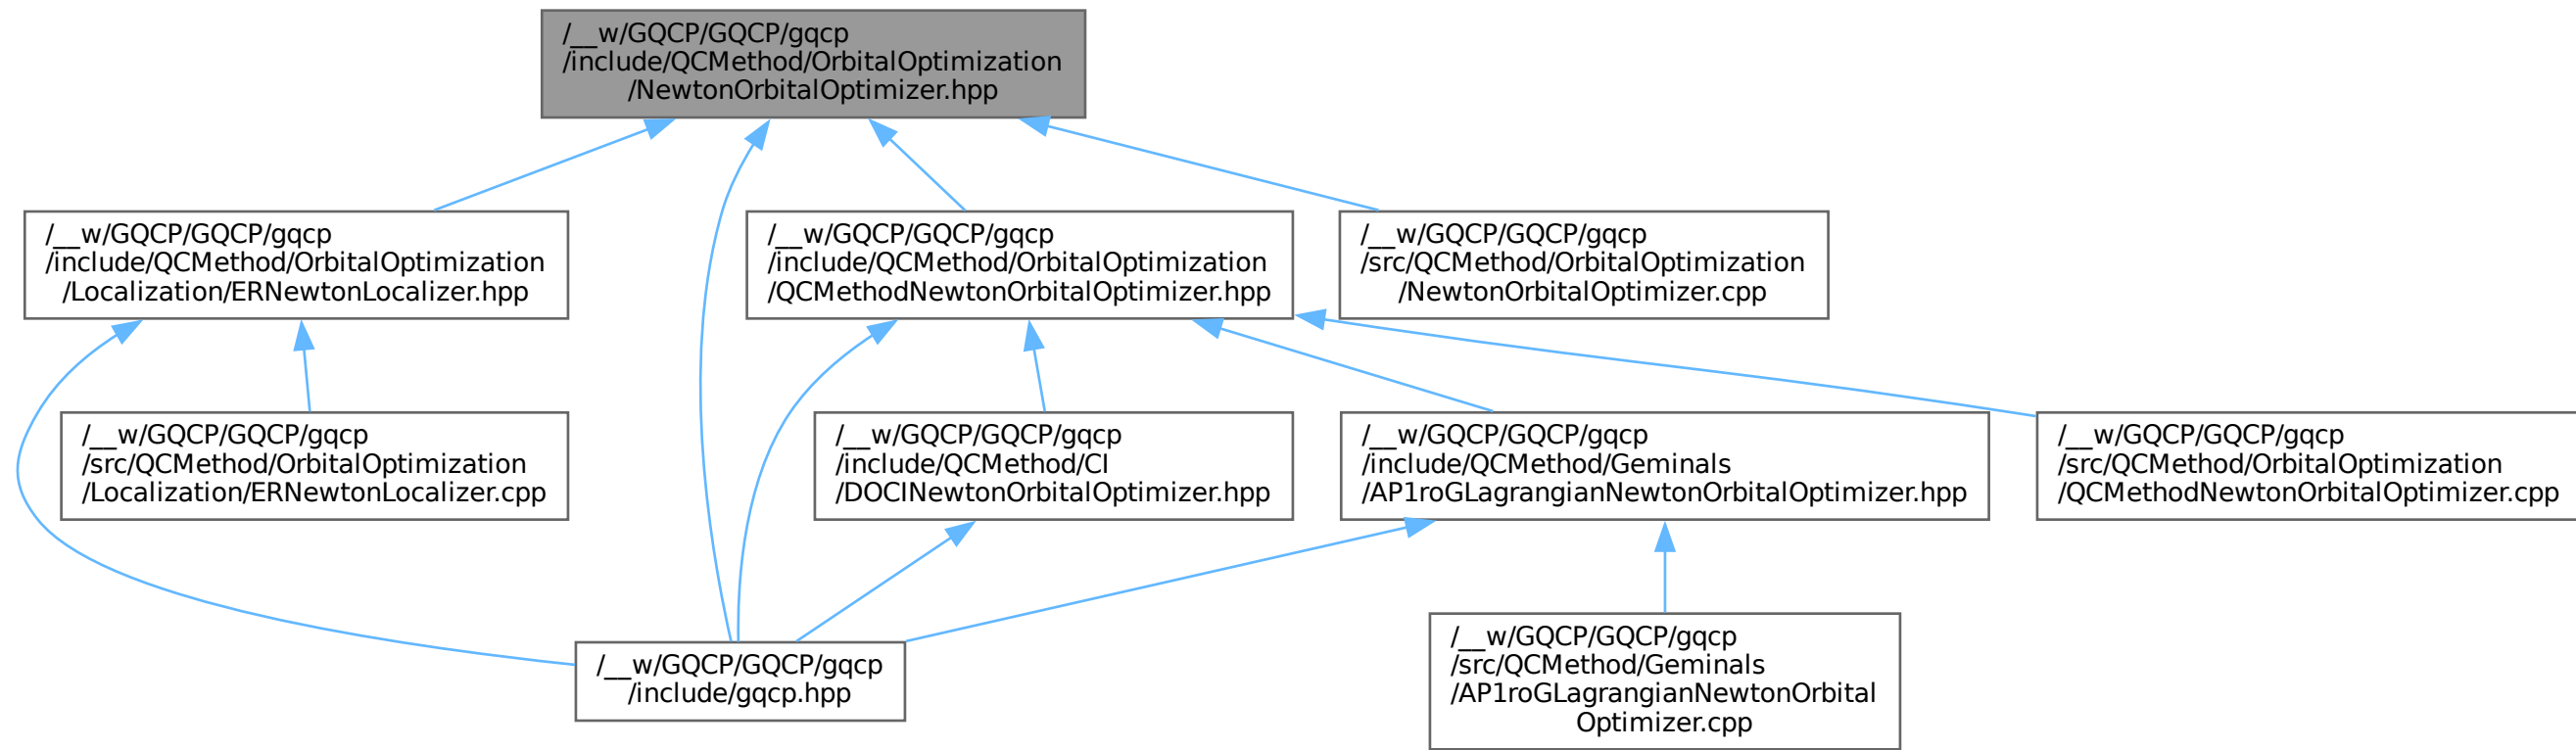 /__w/GQCP/GQCP/gqcp
/include/QCMethod/OrbitalOptimization
/NewtonOrbitalOptimizer.hpp
/__w/GQCP/GQCP/gqcp
/include/QCMethod/OrbitalOptimization
/Localization/ERNewtonLocalizer.hpp
/__w/GQCP/GQCP/gqcp
/include/QCMethod/OrbitalOptimization
/QCMethodNewtonOrbitalOptimizer.hpp
/__w/GQCP/GQCP/gqcp
/src/QCMethod/OrbitalOptimization
/NewtonOrbitalOptimizer.cpp
/__w/GQCP/GQCP/gqcp
/src/QCMethod/OrbitalOptimization
/Localization/ERNewtonLocalizer.cpp
/__w/GQCP/GQCP/gqcp
/include/QCMethod/CI
/DOCINewtonOrbitalOptimizer.hpp
/__w/GQCP/GQCP/gqcp
/include/QCMethod/Geminals
/AP1roGLagrangianNewtonOrbitalOptimizer.hpp
/__w/GQCP/GQCP/gqcp
/src/QCMethod/OrbitalOptimization
/QCMethodNewtonOrbitalOptimizer.cpp
/__w/GQCP/GQCP/gqcp
/include/gqcp.hpp
/__w/GQCP/GQCP/gqcp
/src/QCMethod/Geminals
/AP1roGLagrangianNewtonOrbital
Optimizer.cpp